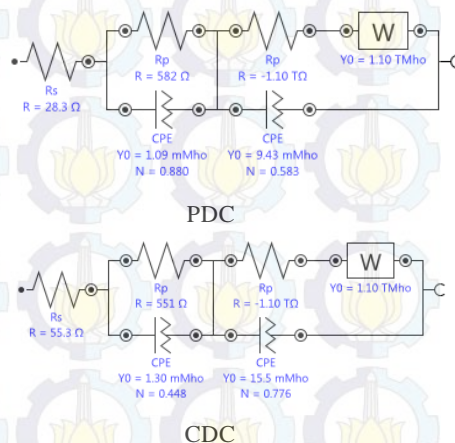 W
Rp
R = 582 Ω
Rp
R = -1.10 TΩ
Y0 = 1.10 TMho
Rs
R = 28.3 Ω
CPE
Y0 = 1.09 mMho
N = 0.880
CPE
Y0 = 9.43 mMho
N = 0.583
PDC
W
Rp
R = 551 Ω
Rp
R = -1.10 TΩ
Y0 = 1.10 TMho
Rs
R = 55.3 Ω
CPE
Y0 = 1.30 mMho
N = 0.448
CPE
Y0 = 15.5 mMho
N = 0.776
CDC